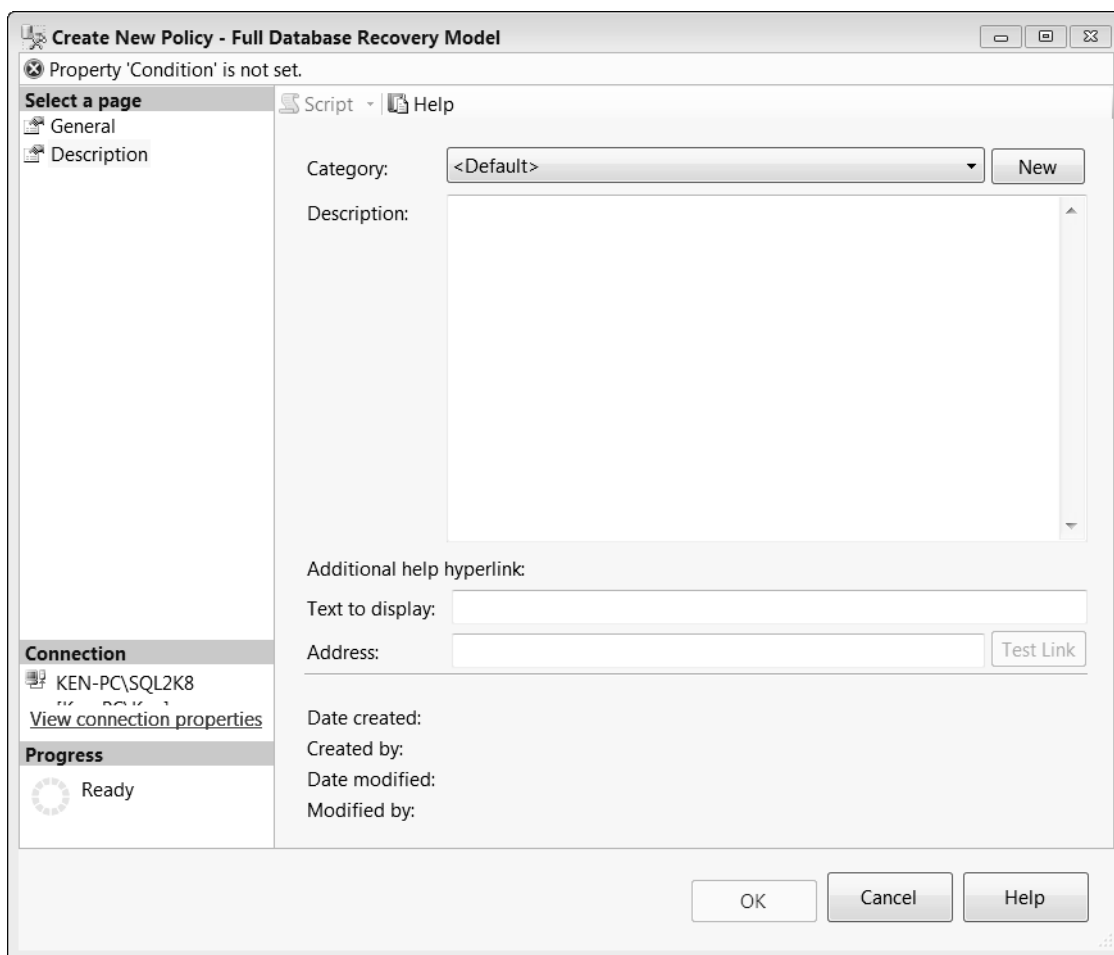 Create New Policy - Full Database Recovery Model
Property 'Condition' is not set.
Select a page
General
Description
Script
Help
Category:
<Default>
New
Description:
Additional help hyperlink:
Text to display:
Address:
Test Link
Date created:
Created by:
Date modified:
Modified by:
Connection
KEN-PC\SQL2K8
View connection properties
Progress
Ready
OK
Cancel
Help